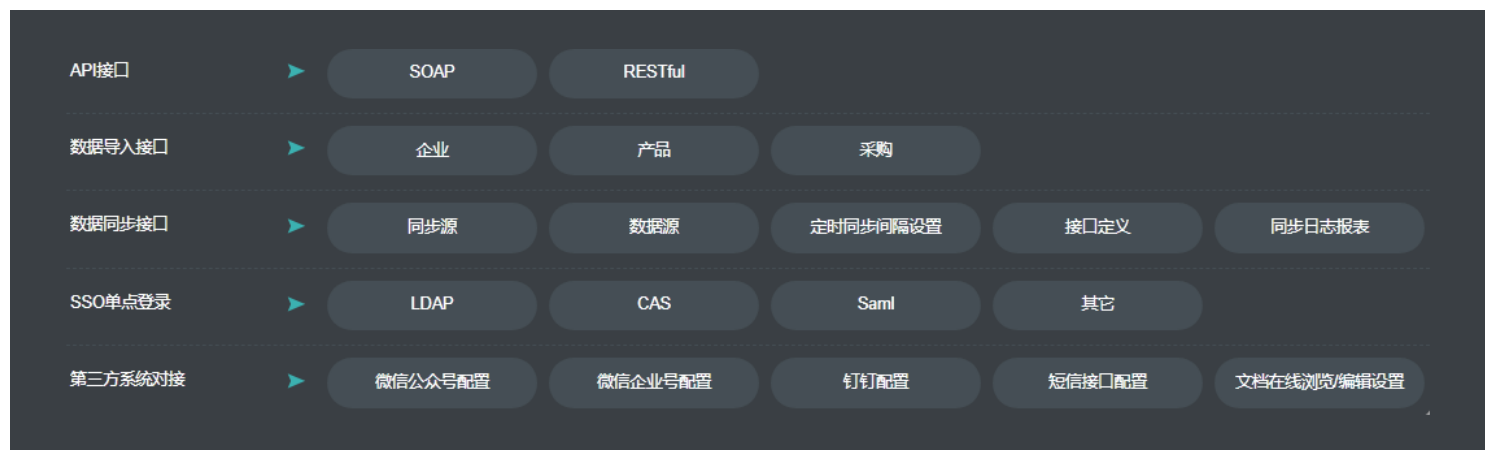 API接口 SOAP RESTful
数据导入接口 企业 产品 采购
数据同步接口 同步源 数据源 定时同步间隔设置 接口定义 同步日志报表
SSO单点登录 LDAP CAS Saml 其它
第三方系统对接 微信公众号配置 微信企业号配置 钉钉配置 短信接口配置 文档在线浏览/编辑设置